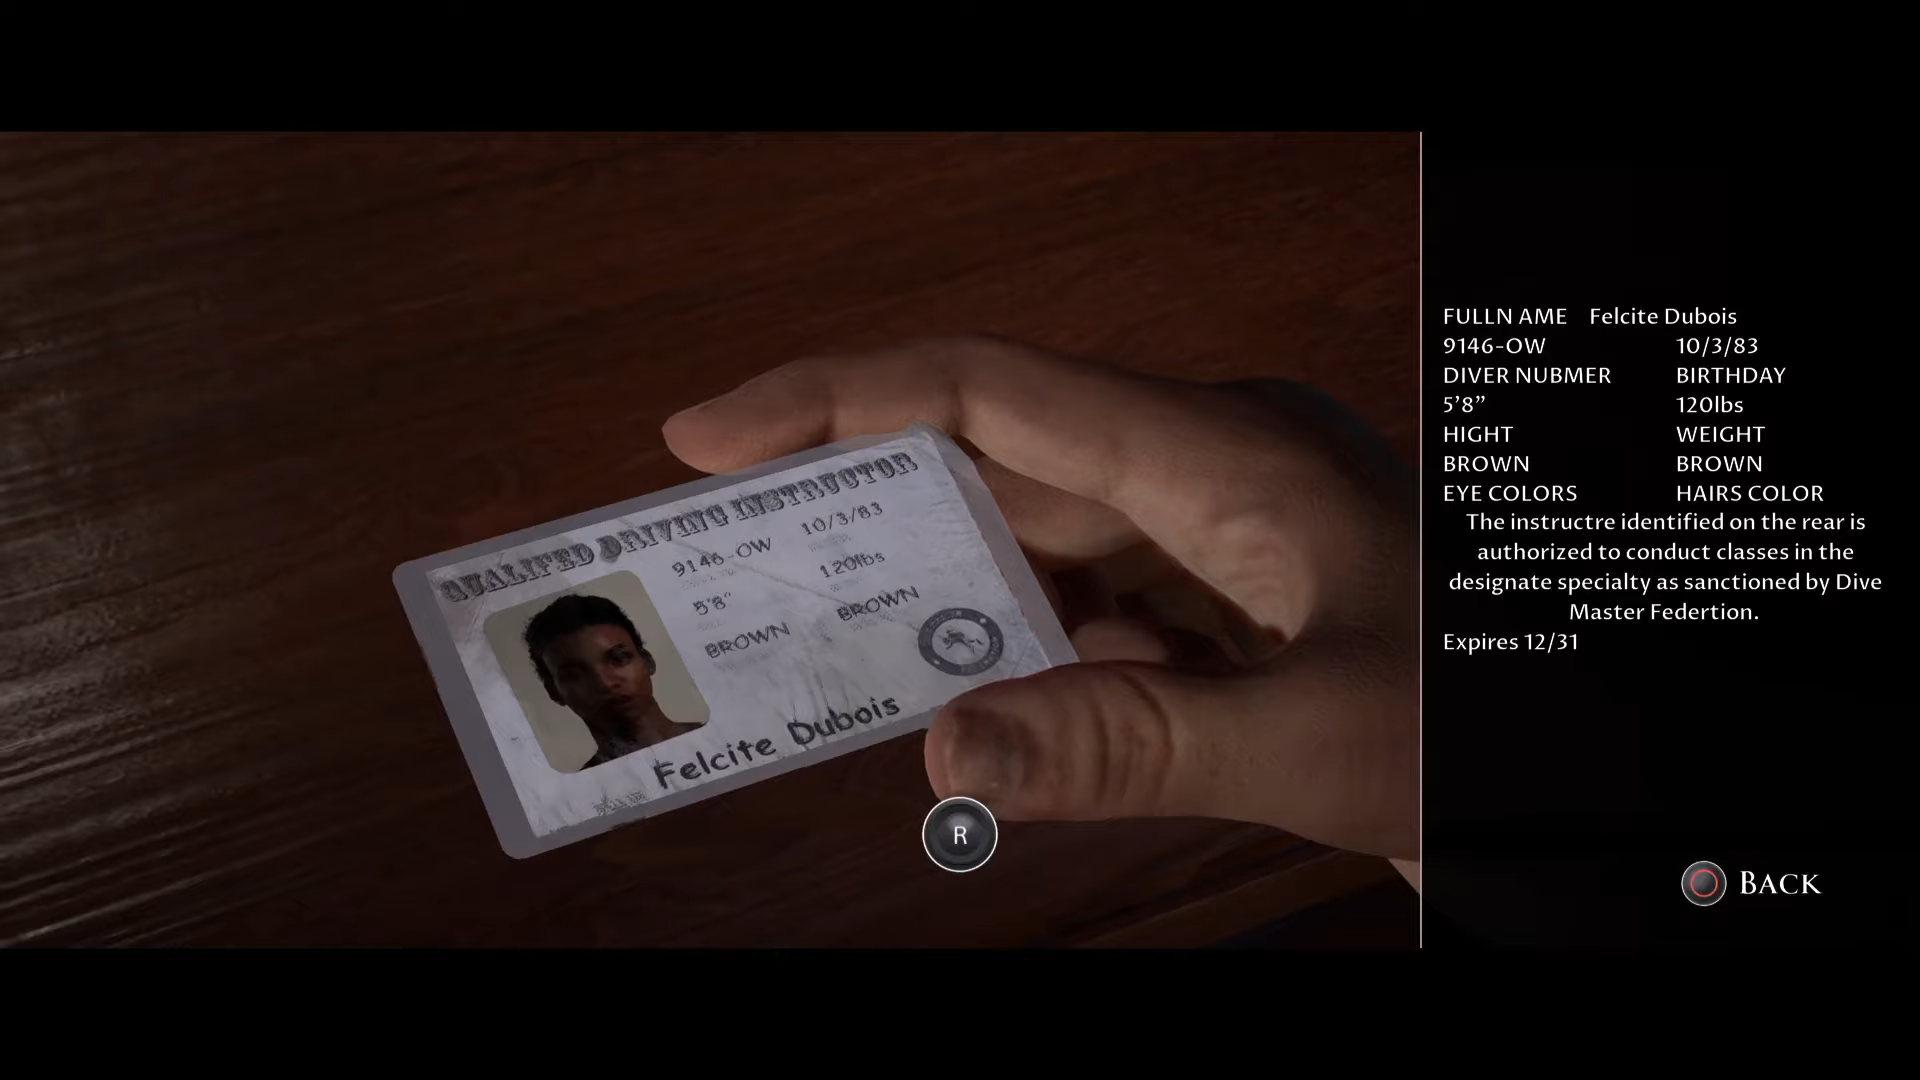 QUALIFED DRIVING INSTRUCTOR
9146-OW 10/3/83
5'8" 120lbs
BROWN BROWN
Felcite Dubois
R
FULLN AME Felcite Dubois
9146-OW 10/3/83
DIVER NUBMER BIRTHDAY
5’8” 120lbs
HIGHT WEIGHT
BROWN BROWN
EYE COLORS HAIRS COLOR
The instructre identified on the rear is
authorized to conduct classes in the
designate specialty as sanctioned by Dive
Master Federtion.
Expires 12/31
BACK